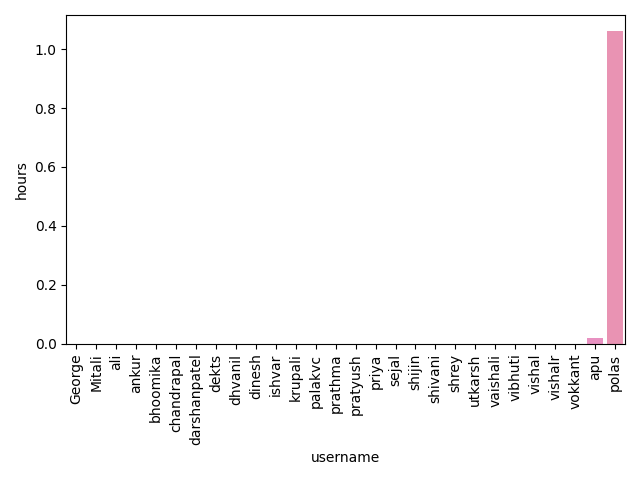 hours
1.0
0.8
0.6
0.4
0.2
0.0
George
Mitali
ali
ankur
bhoomika
chandrapal
darshanpatel
dekts
dhvanil
dinesh
ishvar
krupali
palakvc
prathma
pratyush
priya
sejal
shijin
shivani
shrey
utkarsh
vaishali
vibhuti
vishal
vishalr
vokkant
apu
polas
username